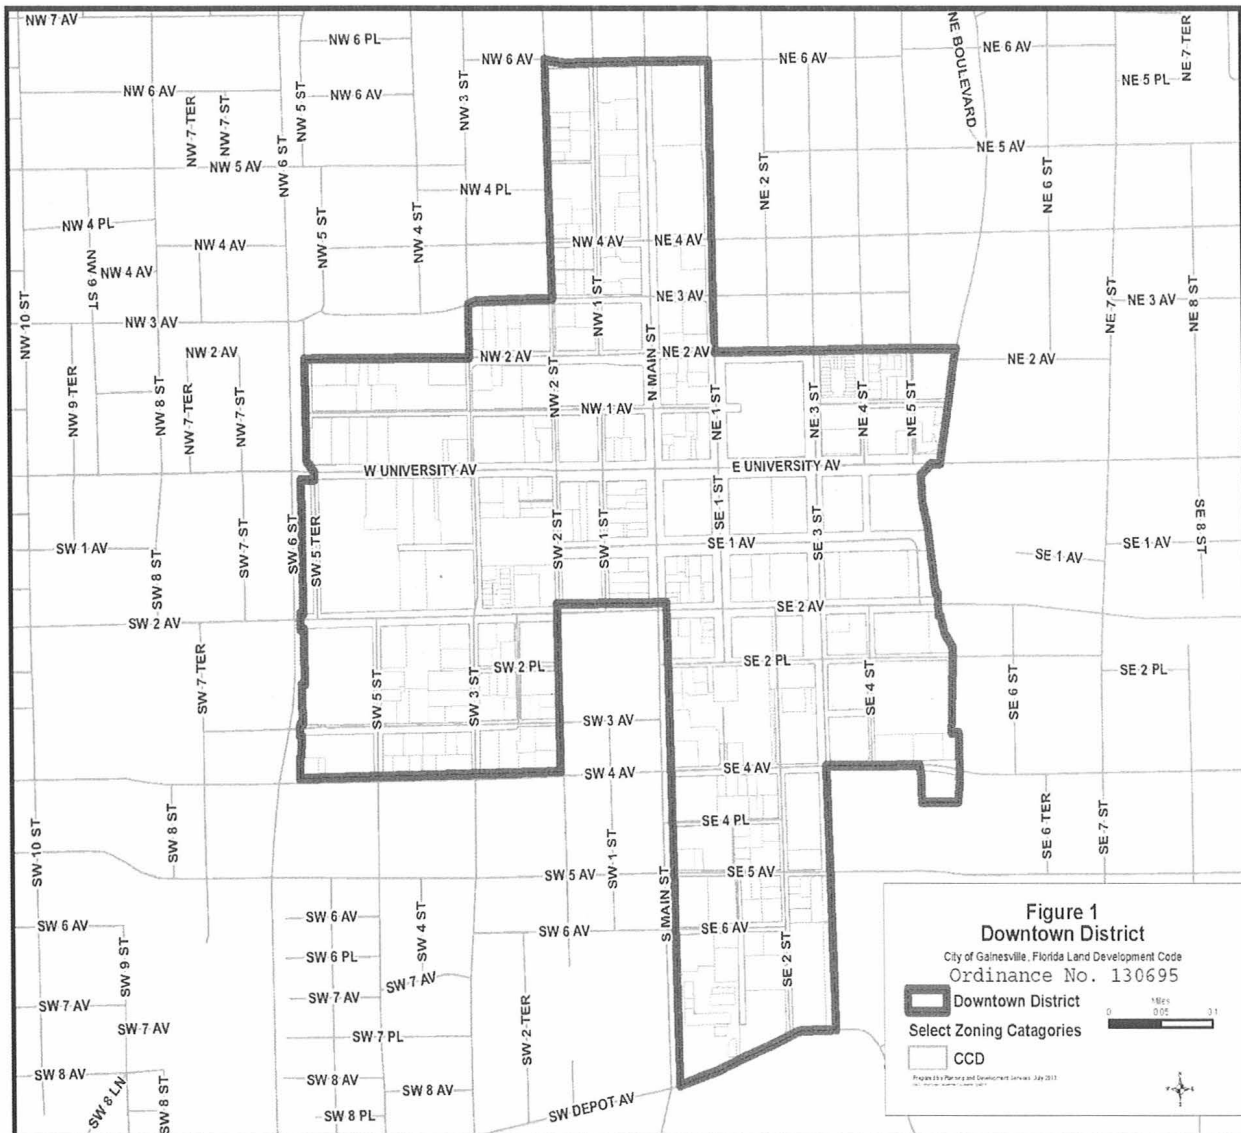 NW 7 AV
NW 6 PL
NW 6 AV
NE 6 AV
NE BOULEVARD
NE 6 AV
NE 7 TER
NE 5 PL
NW 6 AV
NW 6 AV
NW 7 TER
NW 7 ST
NW 5 ST
NW 3 ST
NW 6 ST
NW 5 AV
NE 5 AV
NE 2 ST
NE 6 ST
NW 4 PL
NW 4 PL
NW 5 ST
NW 4 ST
NW 4 AV
NW 4 AV
NE 4 AV
NW 4 AV
NW 9 ST
NW 10 ST
NW 3 AV
NW 1 ST
NE 3 AV
NE 7 ST
NE 3 AV
NE 8 ST
N MAIN ST
NW 2 AV
NW 2 AV
NE 2 AV
NE 2 AV
NW 9 TER
NW 8 ST
NW 7 TER
NW 7 ST
NW 2 ST
NW 1 AV
NE 1 ST
NE 3 ST
NE 4 ST
NE 5 ST
W UNIVERSITY AV
E UNIVERSITY AV
SW 1 AV
SW 8 ST
SW 7 ST
SW 6 ST
SW 5 TER
SW 2 ST
SW 1 ST
SE 1 ST
SE 1 AV
SE 3 ST
SE 1 AV
SE 1 AV
SE 8 ST
SW 2 AV
SE 2 AV
SW 7 TER
SW 5 ST
SW 3 ST
SW 2 PL
SE 2 PL
SE 4 ST
SE 6 ST
SE 2 PL
SW 3 AV
SW 4 AV
SE 4 AV
SW 10 ST
SW 8 ST
SW 1 ST
SE 4 PL
SE 6 TER
SE 7 ST
SW 5 AV
S MAIN ST
SE 5 AV
SW 6 AV
SW 9 ST
SW 6 AV
SW 4 ST
SW 6 AV
SE 6 AV
SE 2 ST
SW 6 PL
SW 7 AV
SW 7 AV
SW 7 AV
SW 7 AV
SW 7 PL
SW 2 TER
SW 8 AV
SW 8 LN
SW 8 ST
SW 8 AV
SW 8 AV
SW 8 PL
SW DEPOT AV
Figure 1
Downtown District
City of Gainesville, Florida Land Development Code
Ordinance No. 130695
Downtown District
Miles
0 0.05 0.1
Select Zoning Catagories
CCD
Prepared by Planning and Development Services July 2013